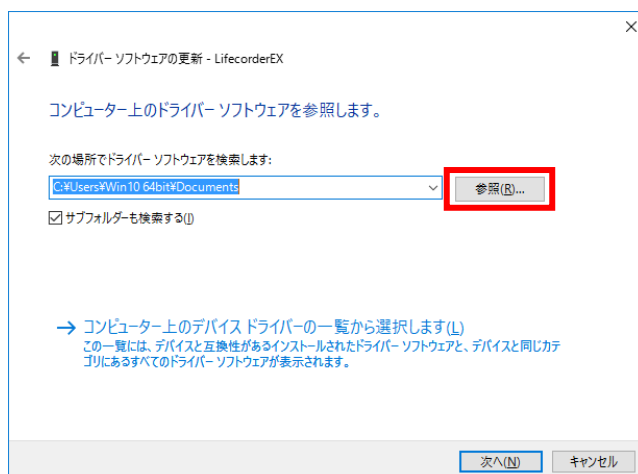 ドライバー ソフトウェアの更新 - LifecorderEX
コンピューター上のドライバー ソフトウェアを参照します。
次の場所でドライバー ソフトウェアを検索します:
C:¥Users¥Win10 64bit¥Documents
参照(R)...
サブフォルダーも検索する(I)
コンピューター上のデバイス ドライバーの一覧から選択します(L)
この一覧には、デバイスと互換性があるインストールされたドライバー ソフトウェアと、デバイスと同じカテ
ゴリにあるすべてのドライバー ソフトウェアが表示されます。
次へ(N)
キャンセル